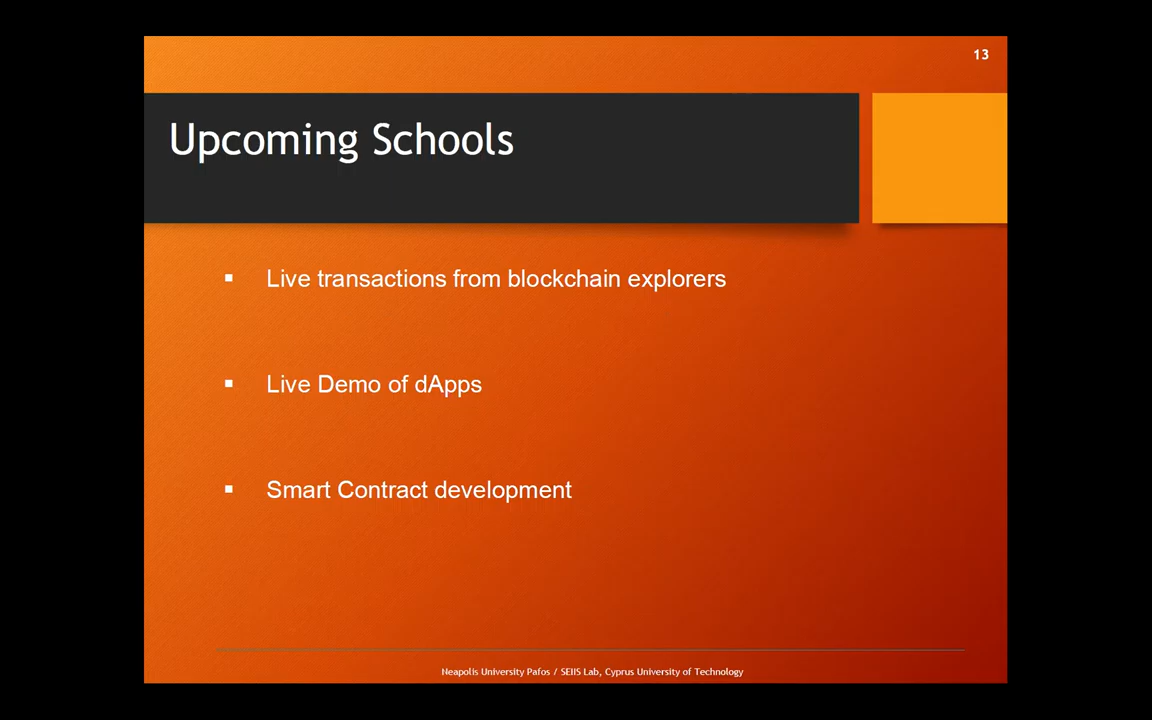 13
Upcoming Schools
▪ Live transactions from blockchain explorers
▪ Live Demo of dApps
▪ Smart Contract development
Neapolis University Pafos / SEIIS Lab, Cyprus University of Technology